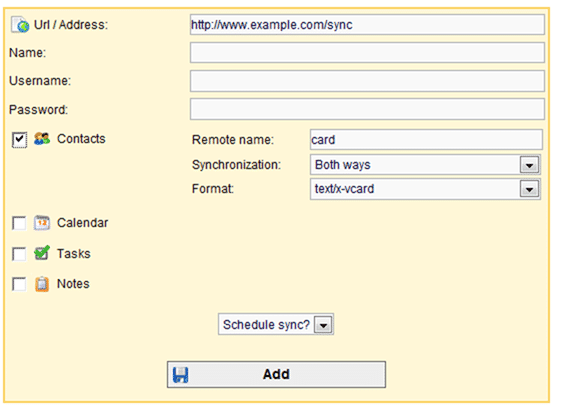 Url / Address: http://www.example.com/sync
Name:
Username:
Password:
Contacts Remote name: card
Synchronization: Both ways
Format: text/x-vcard
12 Calendar
Tasks
Notes
Schedule sync?
Add